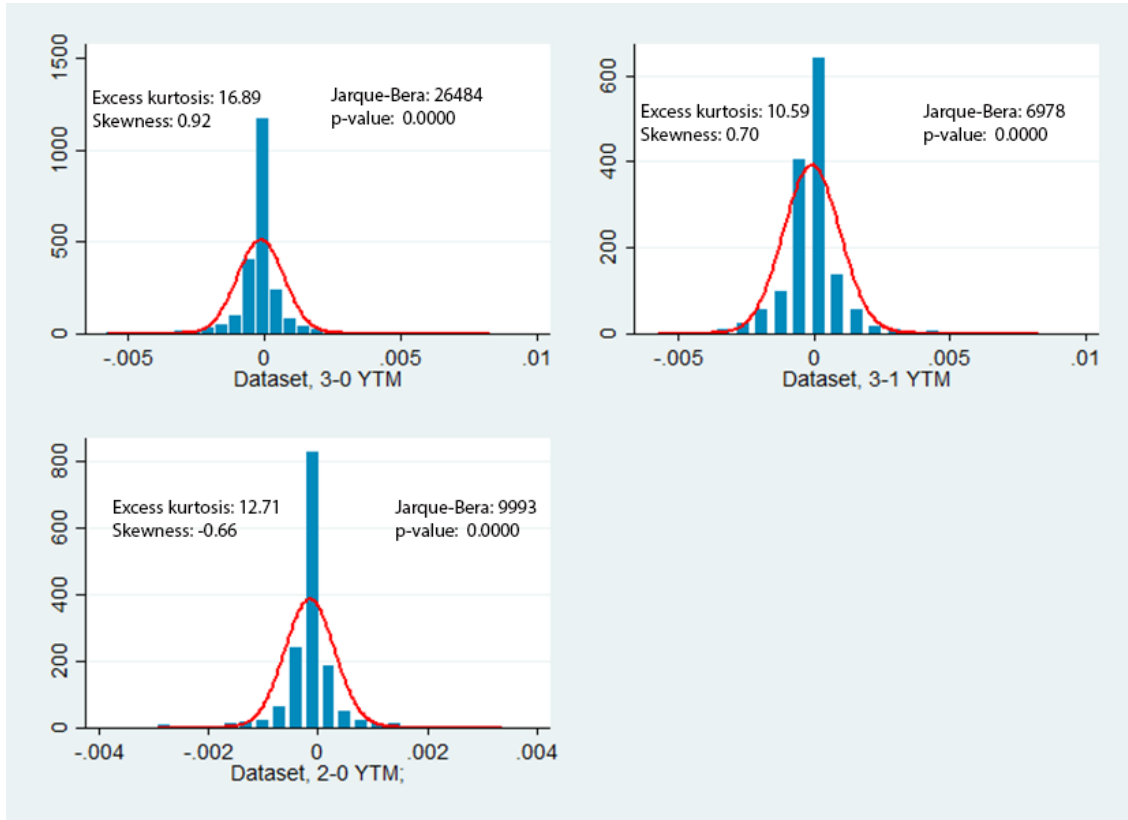 1500
1000
500
0
Excess kurtosis: 16.89
Skewness: 0.92
Jarque-Bera: 26484
p-value: 0.0000
-.005 0 .005 .01
Dataset, 3-0 YTM
600
400
200
0
Excess kurtosis: 10.59
Skewness: 0.70
Jarque-Bera: 6978
p-value: 0.0000
-.005 0 .005 .01
Dataset, 3-1 YTM
800
600
400
200
0
Excess kurtosis: 12.71
Skewness: -0.66
Jarque-Bera: 9993
p-value: 0.0000
-.004 -.002 0 .002 .004
Dataset, 2-0 YTM;